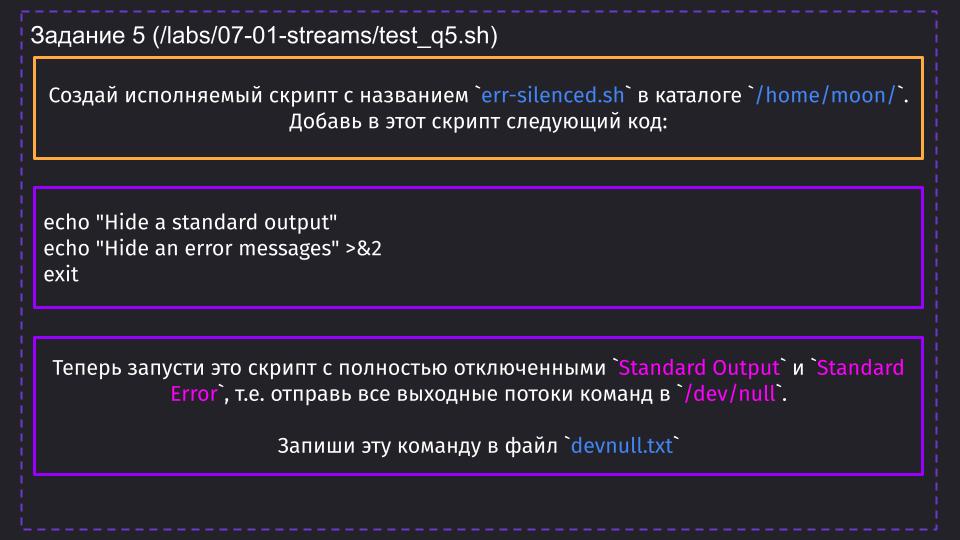 Задание 5 (/labs/07-01-streams/test_q5.sh)
Создай исполняемый скрипт с названием `err-silenced.sh` в каталоге `/home/moon/`.
Добавь в этот скрипт следующий код:
echo "Hide a standard output"
echo "Hide an error messages" >&2
exit
Теперь запусти это скрипт с полностью отключенными `Standard Output` и `Standard
Error`, т.е. отправь все выходные потоки команд в `/dev/null`.
Запиши эту команду в файл `devnull.txt`